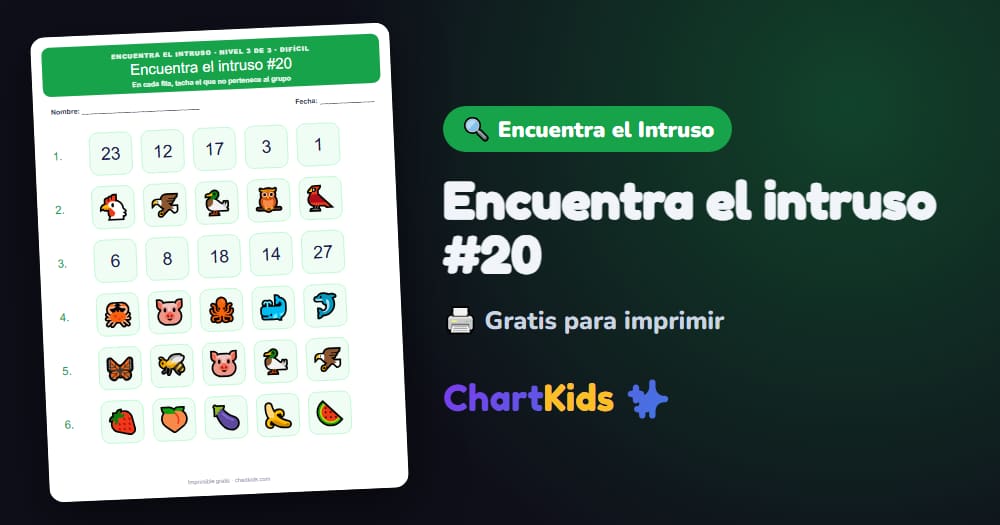 ENCUENTRA EL INTRUSO · NIVEL 3 DE 3 · DIFÍCIL
Encuentra el intruso #20
En cada fila, tacha el que no pertenece al grupo
Nombre: Fecha:
1. 23 12 17 3 1
2.
3. 6 8 18 14 27
4.
5.
6.
Imprimible gratis · chartkids.com
Encuentra el Intruso
Encuentra el intruso
#20
Gratis para imprimir
ChartKids